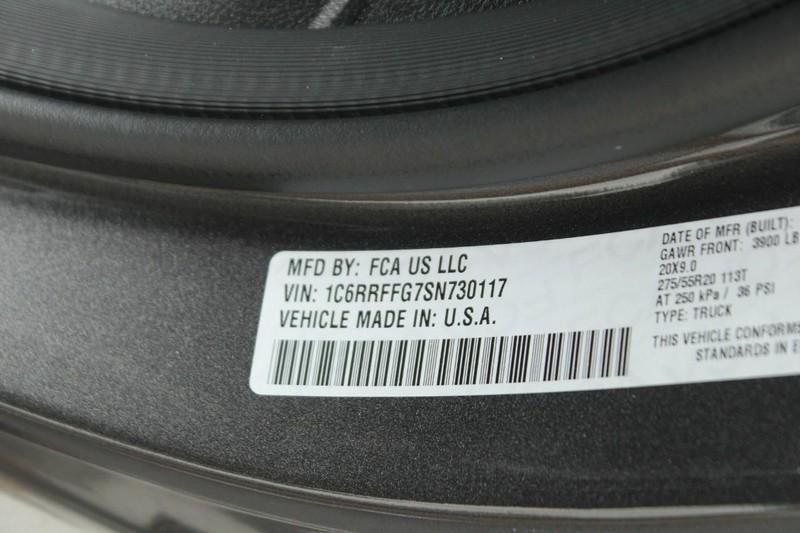 MFD BY: FCA US LLC
VIN: 1C6RRFFG7SN730117
VEHICLE MADE IN: U.S.A.
DATE OF MFR (BUILT):
GAWR FRONT: 3900 LB
20X9.0
275/55R20 113T
AT 250 kPa / 36 PSI
TYPE: TRUCK
THIS VEHICLE CONFORMS
STANDARDS IN